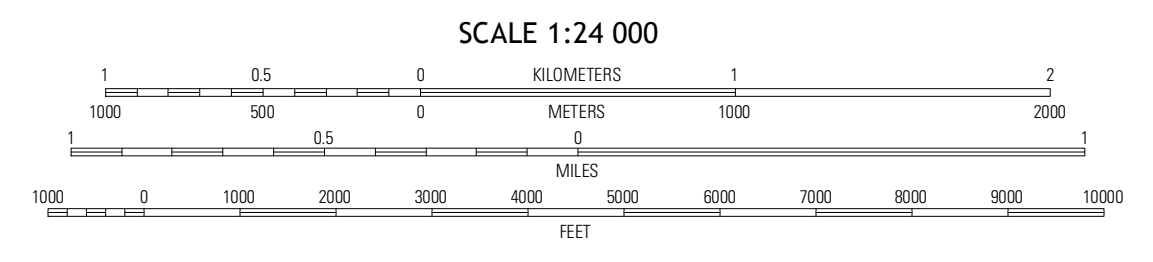 SCALE 1:24 000
1 0.5 0 KILOMETERS 1 2
1000 500 0 METERS 1000 2000
1 0.5 0 1
MILES
1000 0 1000 2000 3000 4000 5000 6000 7000 8000 9000 10000
FEET